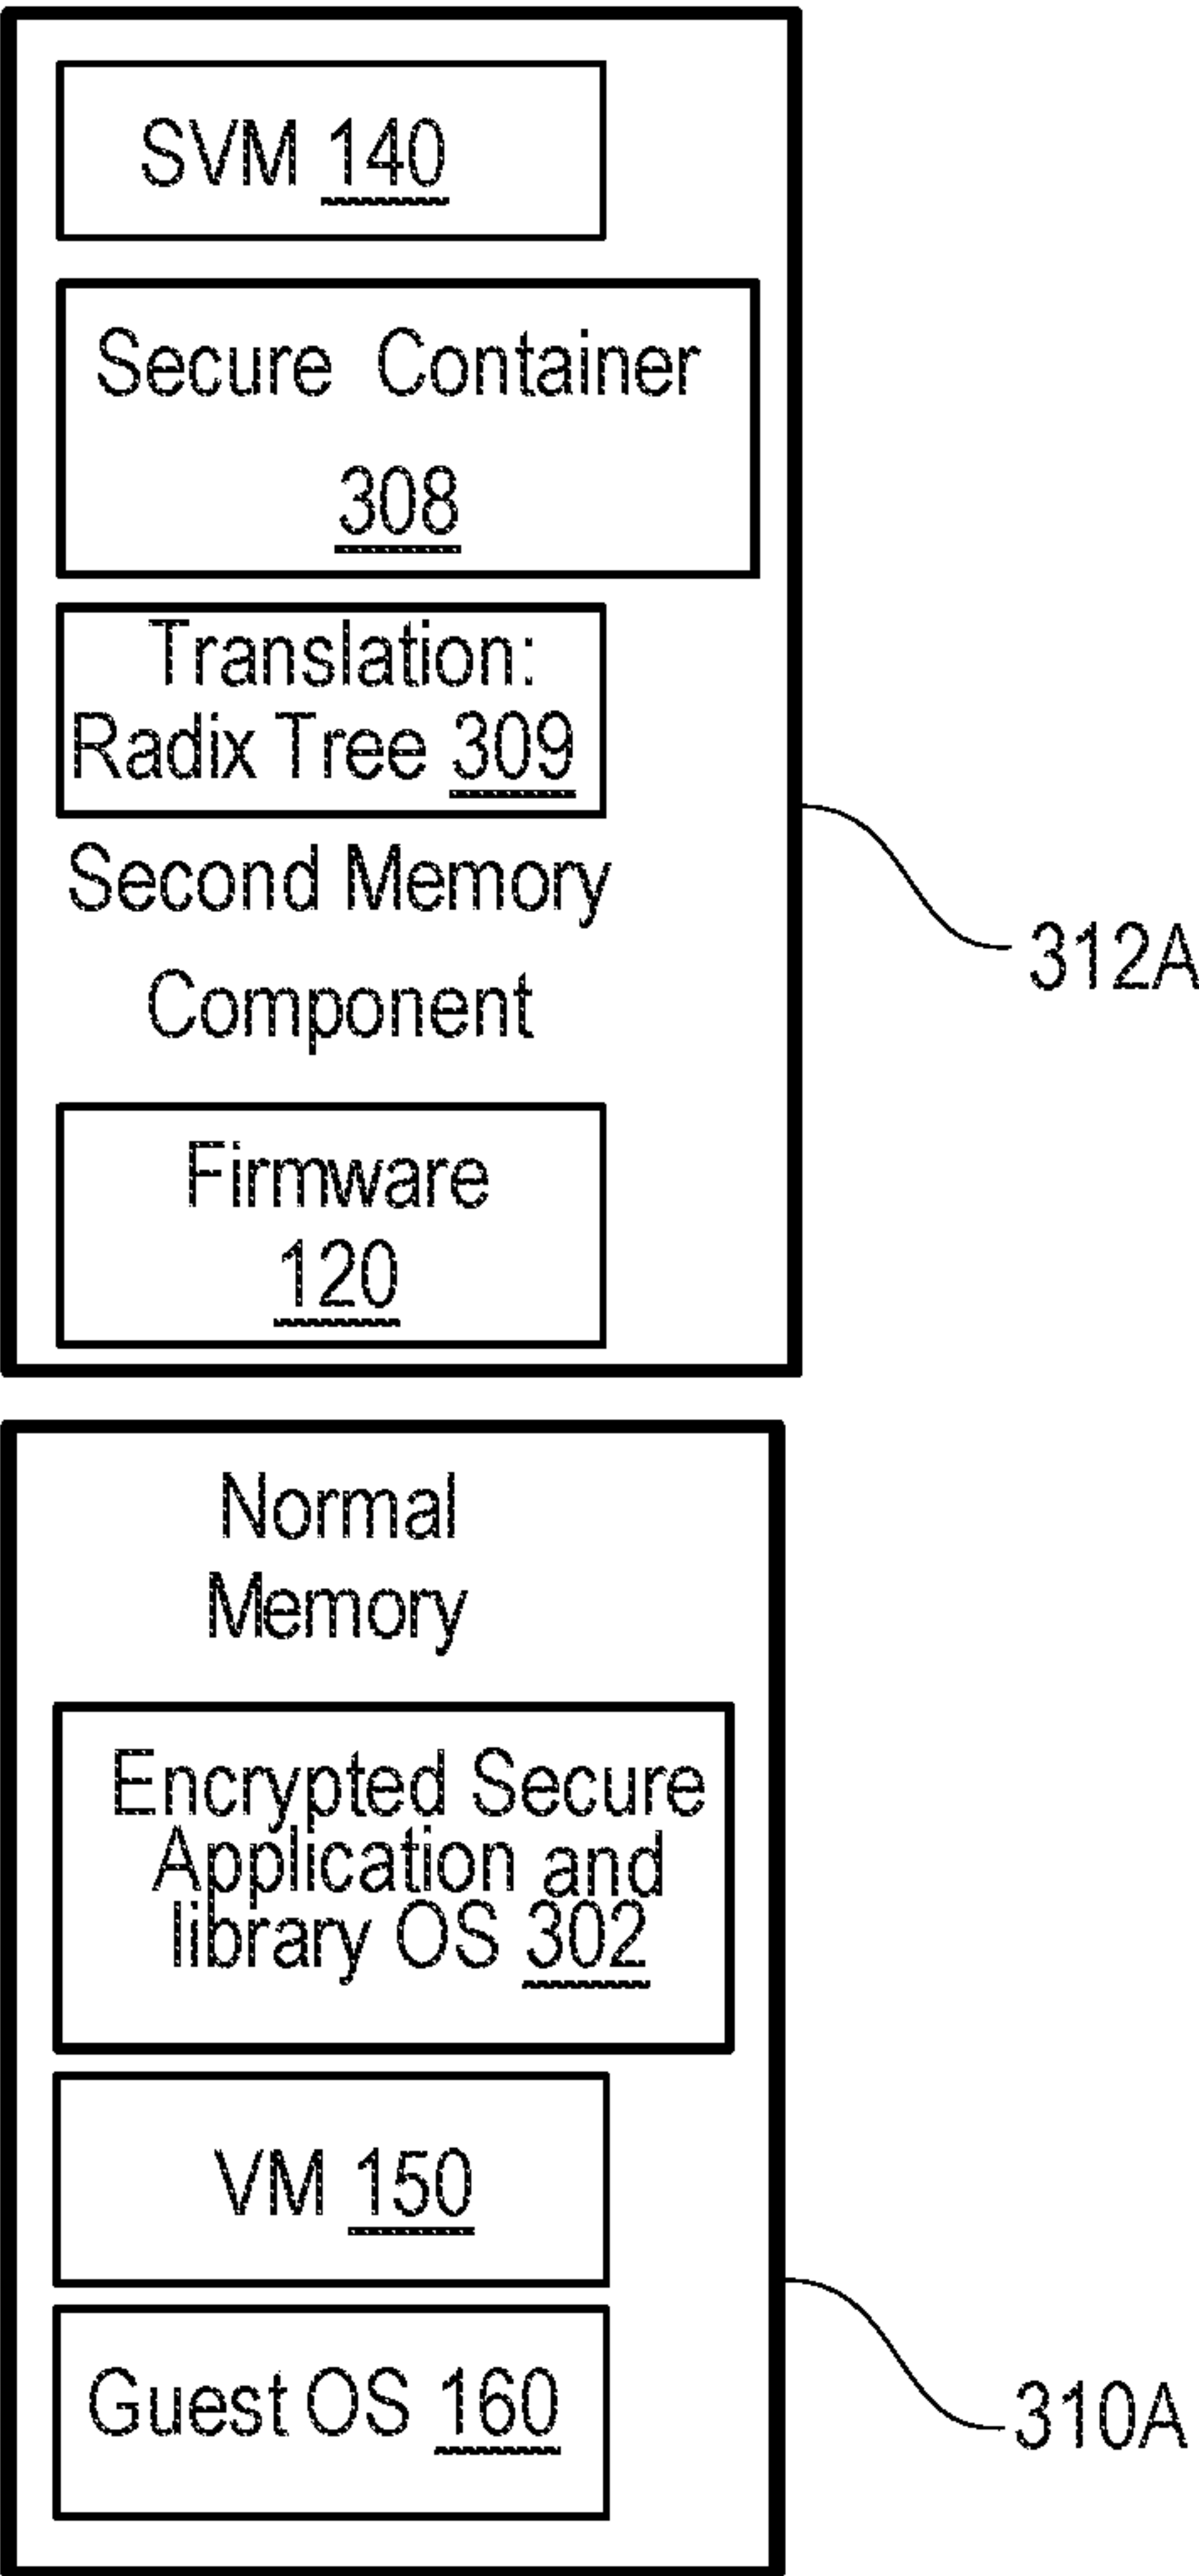 SVM 140
Secure Container
308
Translation:
Radix Tree 309
Second Memory
Component
312A
Firmware
120
Normal
Memory
Encrypted Secure
Application and
library OS 302
VM 150
Guest OS 160
310A